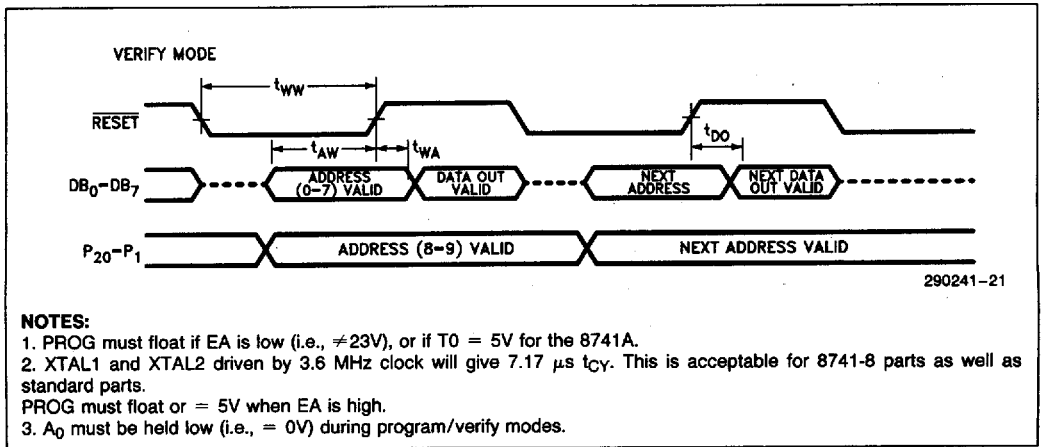 VERIFY MODE
tWW
RESET
tAW
tWA
tDO
DB0–DB7
ADDRESS
(0–7) VALID
DATA OUT
VALID
NEXT
ADDRESS
NEXT DATA
OUT VALID
P20–P1
ADDRESS (8–9) VALID
NEXT ADDRESS VALID
290241–21
NOTES:
1. PROG must float if EA is low (i.e., ≠23V), or if T0 = 5V for the 8741A.
2. XTAL1 and XTAL2 driven by 3.6 MHz clock will give 7.17 μs tCY. This is acceptable for 8741-8 parts as well as
standard parts.
PROG must float or = 5V when EA is high.
3. A0 must be held low (i.e., = 0V) during program/verify modes.